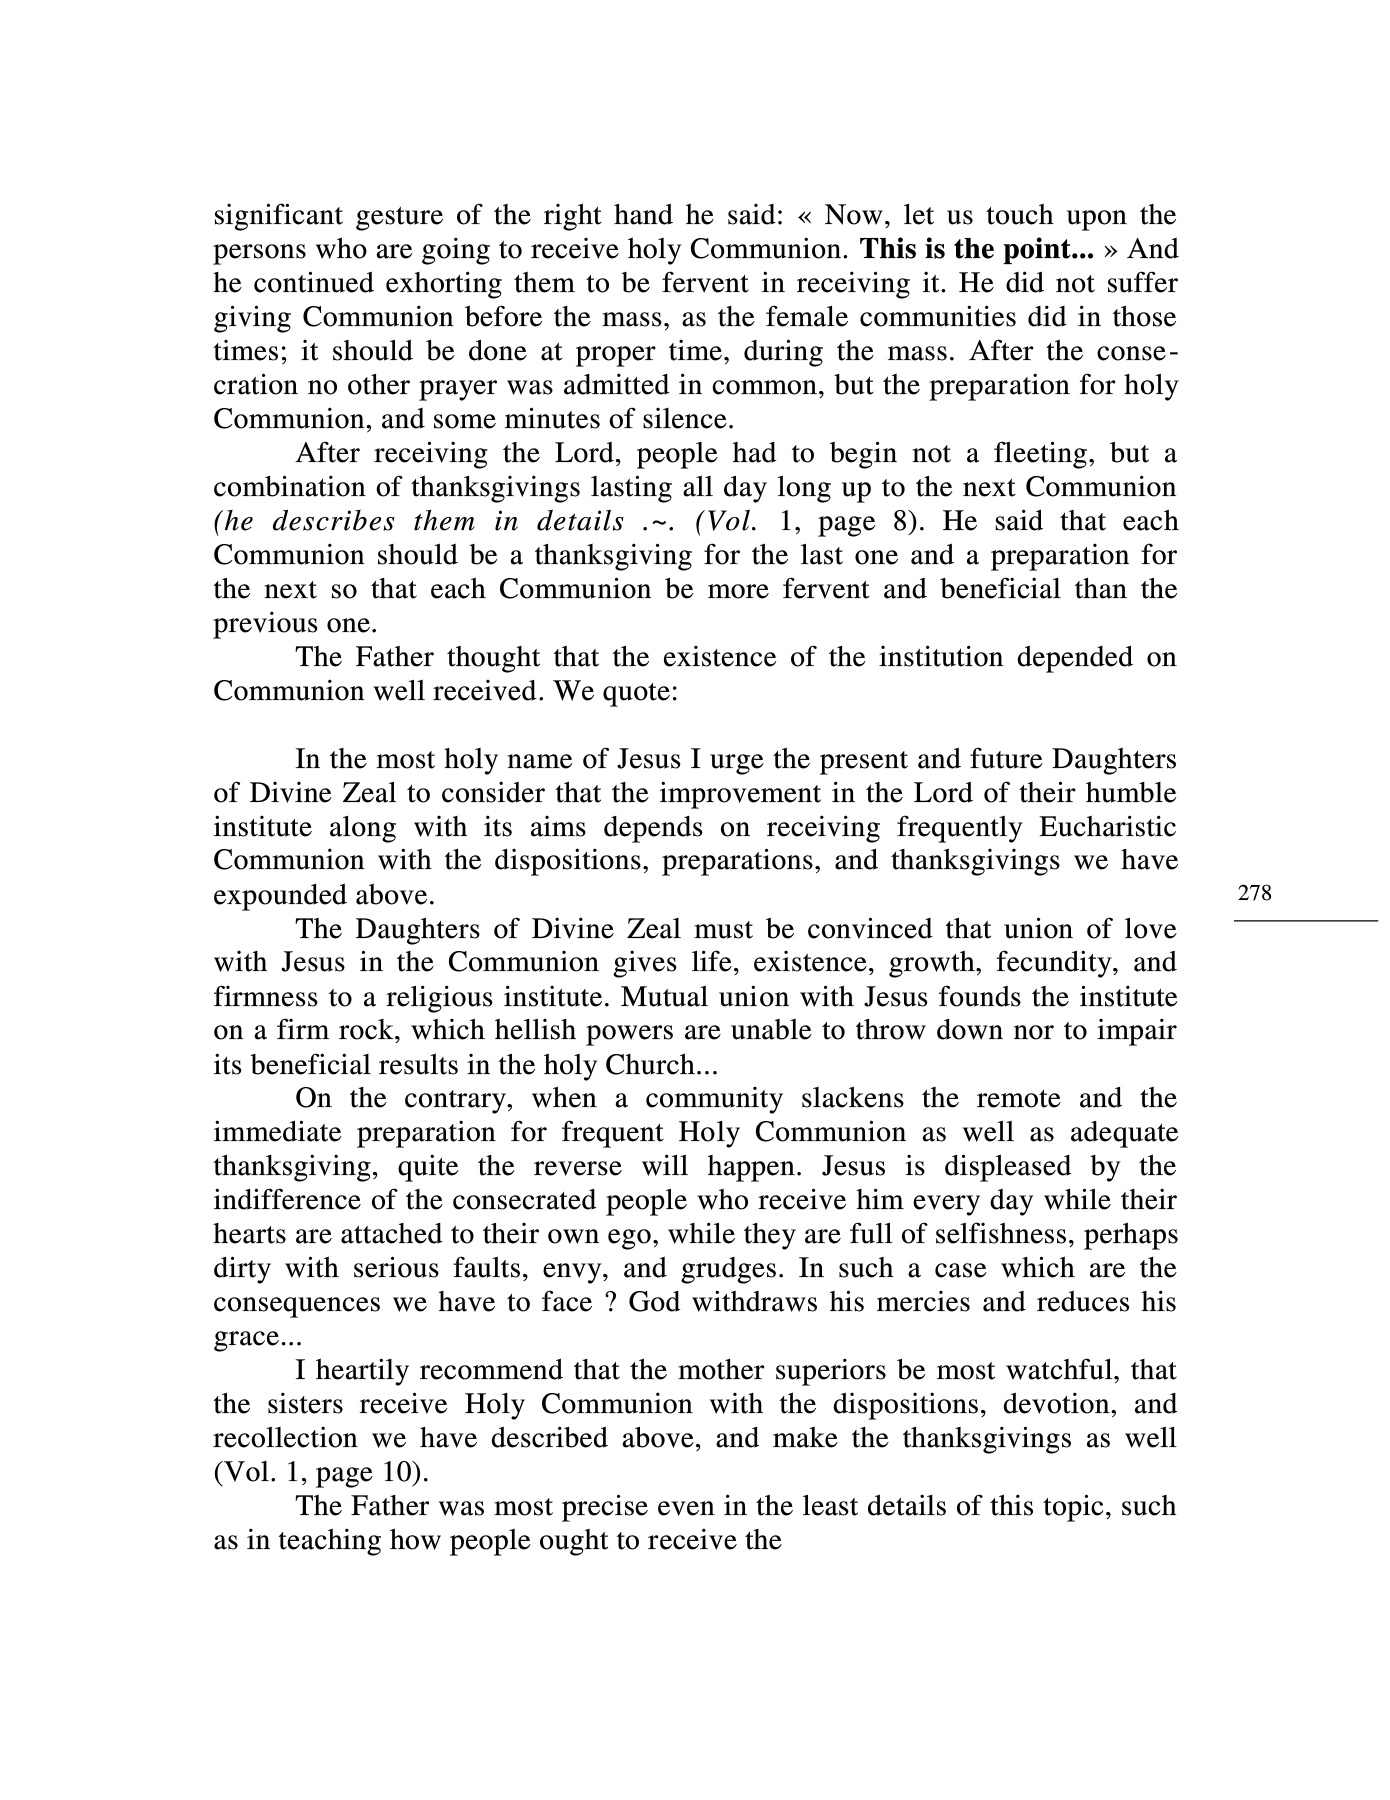 significant gesture of the right hand he said: « Now, let us touch upon the
persons who are going to receive holy Communion. This is the point... » And
he continued exhorting them to be fervent in receiving it. He did not suffer
giving Communion before the mass, as the female communities did in those
times; it should be done at proper time, during the mass. After the conse-
cration no other prayer was admitted in common, but the preparation for holy
Communion, and some minutes of silence.
After receiving the Lord, people had to begin not a fleeting, but a
combination of thanksgivings lasting all day long up to the next Communion
(he describes them in details .~. (Vol. 1, page 8). He said that each
Communion should be a thanksgiving for the last one and a preparation for
the next so that each Communion be more fervent and beneficial than the
previous one.
The Father thought that the existence of the institution depended on
Communion well received. We quote:
In the most holy name of Jesus I urge the present and future Daughters
of Divine Zeal to consider that the improvement in the Lord of their humble
institute along with its aims depends on receiving frequently Eucharistic
Communion with the dispositions, preparations, and thanksgivings we have
expounded above.
278
The Daughters of Divine Zeal must be convinced that union of love
with Jesus in the Communion gives life, existence, growth, fecundity, and
firmness to a religious institute. Mutual union with Jesus founds the institute
on a firm rock, which hellish powers are unable to throw down nor to impair
its beneficial results in the holy Church...
On the contrary, when a community slackens the remote and the
immediate preparation for frequent Holy Communion as well as adequate
thanksgiving, quite the reverse will happen. Jesus is displeased by the
indifference of the consecrated people who receive him every day while their
hearts are attached to their own ego, while they are full of selfishness, perhaps
dirty with serious faults, envy, and grudges. In such a case which are the
consequences we have to face ? God withdraws his mercies and reduces his
grace...
I heartily recommend that the mother superiors be most watchful, that
the sisters receive Holy Communion with the dispositions, devotion, and
recollection we have described above, and make the thanksgivings as well
(Vol. 1, page 10).
The Father was most precise even in the least details of this topic, such
as in teaching how people ought to receive the